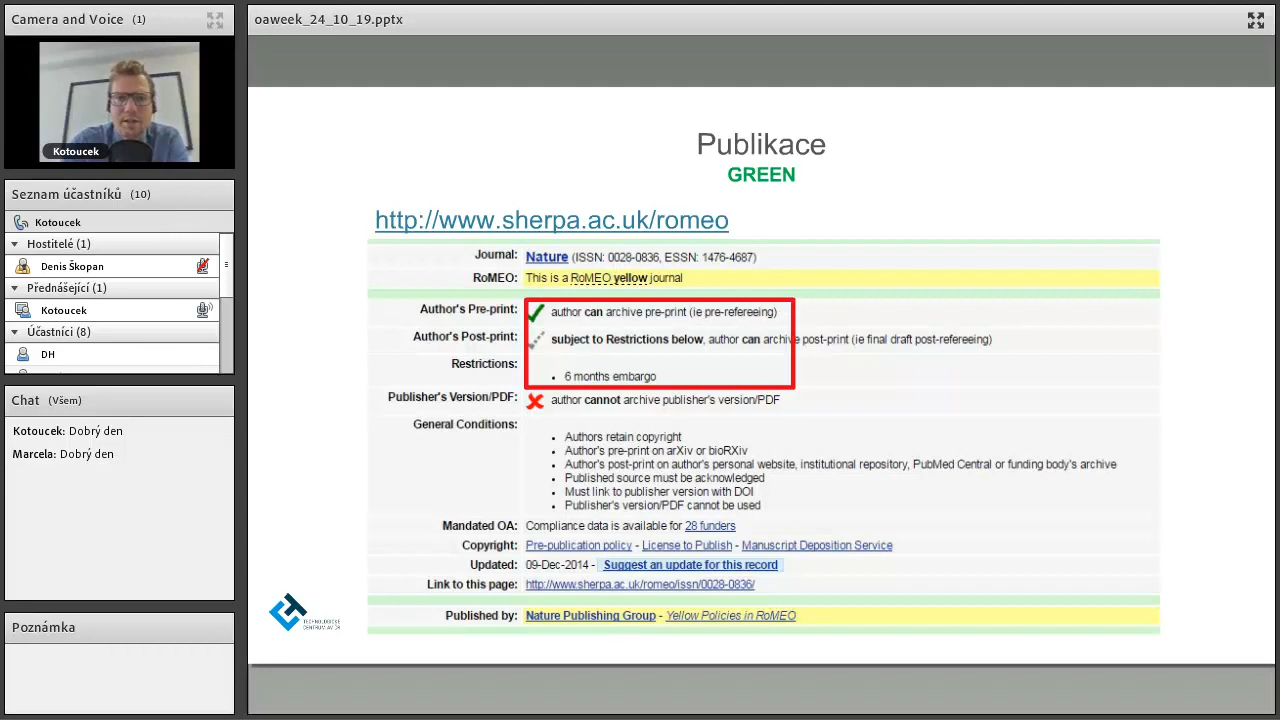 Camera and Voice (1)
Kotoucek
Seznam účastníků (10)
Kotoucek
Hostitelé (1)
Denis Škopan
Přednášející (1)
Kotoucek
Účastníci (8)
DH
Chat (Všem)
Kotoucek: Dobrý den
Marcela: Dobrý den
Poznámka
oaweek_24_10_19.pptx
Publikace
GREEN
http://www.sherpa.ac.uk/romeo
Journal: Nature (ISSN: 0028-0836, ESSN: 1476-4687)
RoMEO: This is a RoMEO yellow journal
Author's Pre-print: author can archive pre-print (ie pre-refereeing)
Author's Post-print: subject to Restrictions below, author can archive post-print (ie final draft post-refereeing)
Restrictions:
• 6 months embargo
Publisher's Version/PDF: author cannot archive publisher's version/PDF
General Conditions:
• Authors retain copyright
• Author's pre-print on arXiv or bioRXiv
• Author's post-print on author's personal website, institutional repository, PubMed Central or funding body's archive
• Published source must be acknowledged
• Must link to publisher version with DOI
• Publisher's version/PDF cannot be used
Mandated OA: Compliance data is available for 28 funders
Copyright: Pre-publication policy - License to Publish - Manuscript Deposition Service
Updated: 09-Dec-2014 - Suggest an update for this record
Link to this page: http://www.sherpa.ac.uk/romeo/issn/0028-0836/
Published by: Nature Publishing Group - Yellow Policies in RoMEO
TECHNOLOGICKÉ
CENTRUM AV ČR